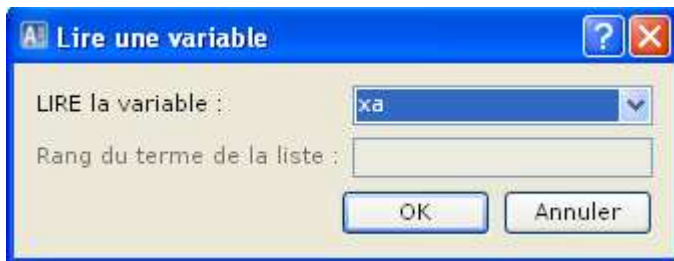 Lire une variable
LIRE la variable : xa
Rang du terme de la liste :
OK Annuler